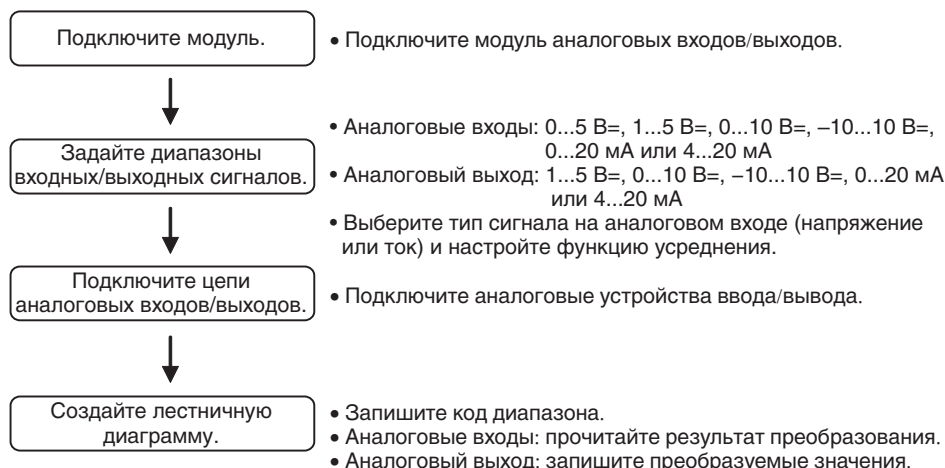 Подключите модуль.
• Подключите модуль аналоговых входов/выходов.
Задайте диапазоны
входных/выходных сигналов.
• Аналоговые входы: 0...5 В=, 1...5 В=, 0...10 В=, –10...10 В=,
0...20 мА или 4...20 мА
• Аналоговый выход: 1...5 В=, 0...10 В=, –10...10 В=, 0...20 мА
или 4...20 мА
• Выберите тип сигнала на аналоговом входе (напряжение
или ток) и настройте функцию усреднения.
Подключите цепи
аналоговых входов/выходов.
• Подключите аналоговые устройства ввода/вывода.
Создайте лестничную
диаграмму.
• Запишите код диапазона.
• Аналоговые входы: прочитайте результат преобразования.
• Аналоговый выход: запишите преобразуемые значения.